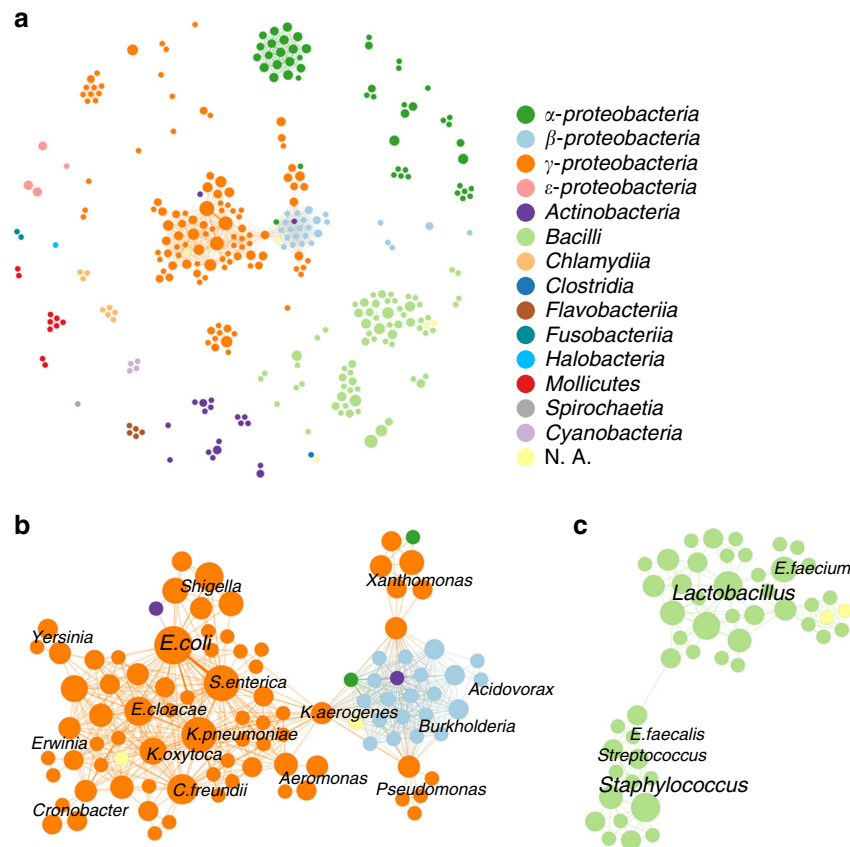 a
α-proteobacteria
β-proteobacteria
γ-proteobacteria
ε-proteobacteria
Actinobacteria
Bacilli
Chlamydiia
Clostridia
Flavobacteriia
Fusobacteriia
Halobacteria
Mollicutes
Spirochaetia
Cyanobacteria
N. A.
b
Shigella
Xanthomonas
Yersinia
E.coli
S.enterica
Acidovorax
E.cloacae
K.aerogenes
Burkholderia
K.pneumoniae
Erwinia
K.oxytoca
Aeromonas
C.freundii
Pseudomonas
Cronobacter
c
E.faecium
Lactobacillus
E.faecalis
Streptococcus
Staphylococcus